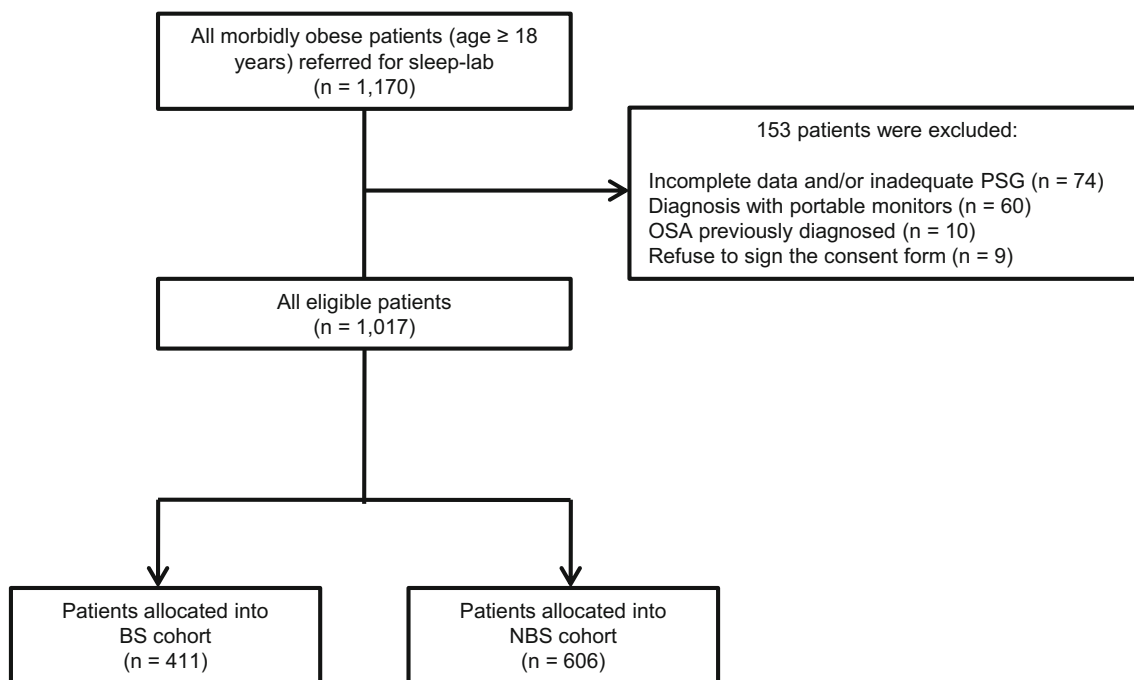 All morbidly obese patients (age ≥ 18
years) referred for sleep-lab
(n = 1,170)
153 patients were excluded:
Incomplete data and/or inadequate PSG (n = 74)
Diagnosis with portable monitors (n = 60)
OSA previously diagnosed (n = 10)
Refuse to sign the consent form (n = 9)
All eligible patients
(n = 1,017)
Patients allocated into
BS cohort
(n = 411)
Patients allocated into
NBS cohort
(n = 606)